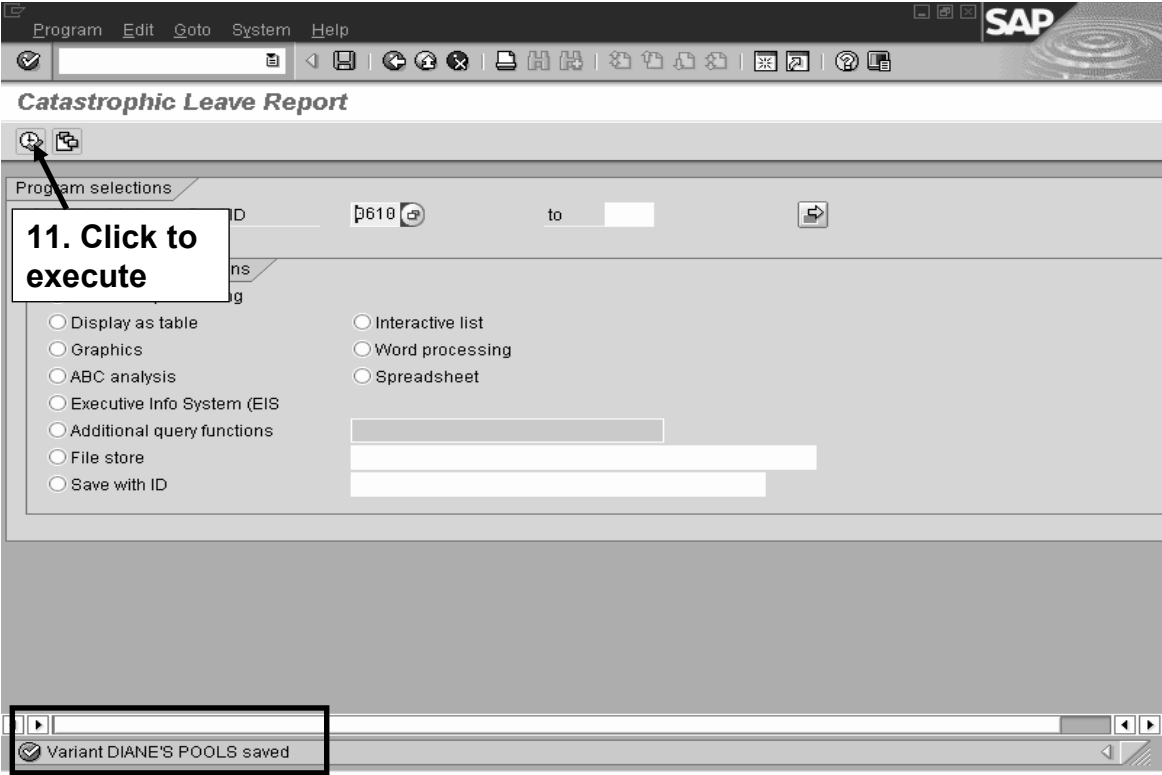 Program Edit Goto System Help
SAP
Catastrophic Leave Report
Program selections
ID 0610 to
11. Click to
execute
ns
ng
Display as table Interactive list
Graphics Word processing
ABC analysis Spreadsheet
Executive Info System (EIS
Additional query functions
File store
Save with ID
Variant DIANE'S POOLS saved